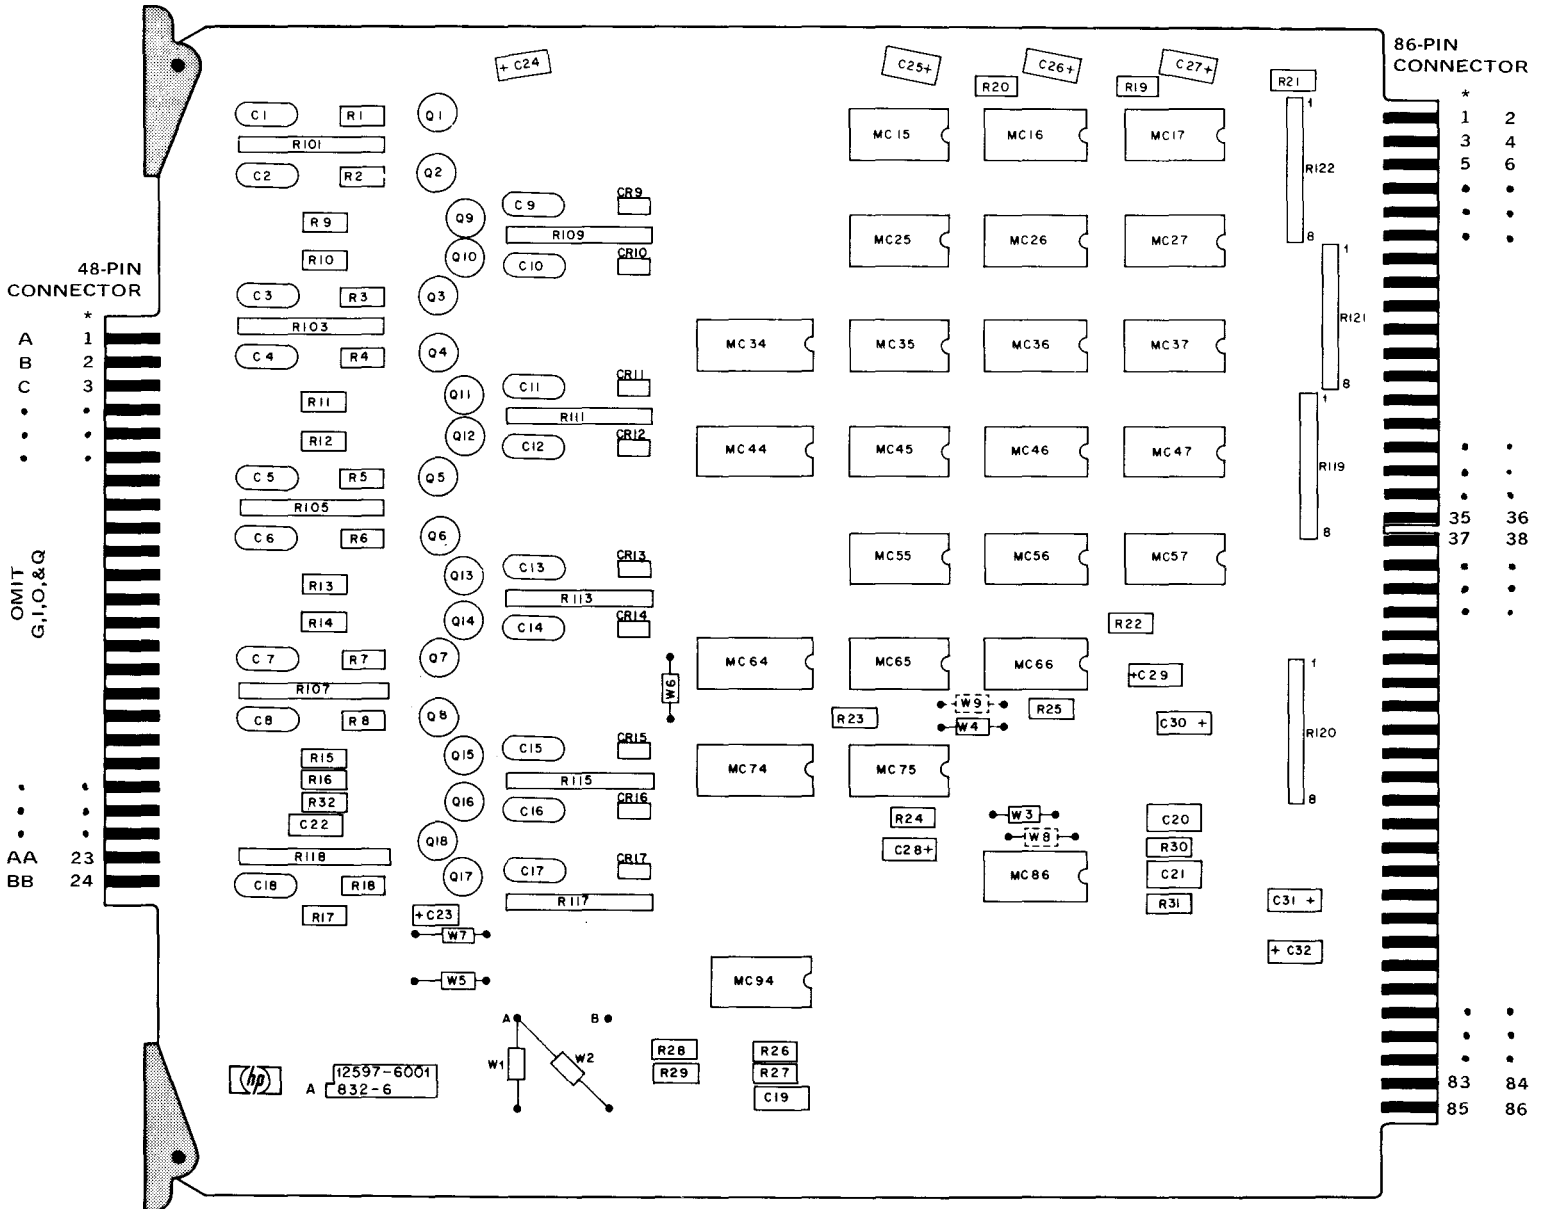 86-PIN
CONNECTOR
*
1 2
3 4
5 6
35 36
37 38
83 84
85 86
48-PIN
CONNECTOR
*
A 1
B 2
C 3
OMIT
G,I,O,&Q
AA 23
BB 24
+ C24
C25+
C26+
C27+
R20
R19
R21
C1
R1
Q1
R101
C2
R2
Q2
MC15
MC16
MC17
1
R122
8
R9
R10
Q9
Q10
C9
CR9
R109
C10
CR10
MC25
MC26
MC27
1
R121
8
C3
R3
Q3
R103
C4
R4
Q4
MC34
MC35
MC36
MC37
R11
R12
Q11
Q12
C11
CR11
R111
C12
CR12
MC44
MC45
MC46
MC47
1
R119
8
C5
R5
Q5
R105
C6
R6
Q6
R13
R14
Q13
Q14
C13
CR13
R113
C14
CR14
MC55
MC56
MC57
R22
C7
R7
Q7
R107
C8
R8
Q8
W6
MC64
MC65
MC66
+C29
R23
W9
W4
R25
C30 +
1
R120
8
R15
R16
R32
C22
Q15
Q16
C15
CR15
R115
C16
CR16
MC74
MC75
R24
C28+
W3
W8
MC86
C20
R30
C21
R31
Q18
R118
C18
R18
Q17
R17
C17
CR17
R117
+C23
W7
W5
C31 +
+ C32
MC94
A
B
W1
W2
R28
R29
R26
R27
C19
hp
12597-6001
A 832-6